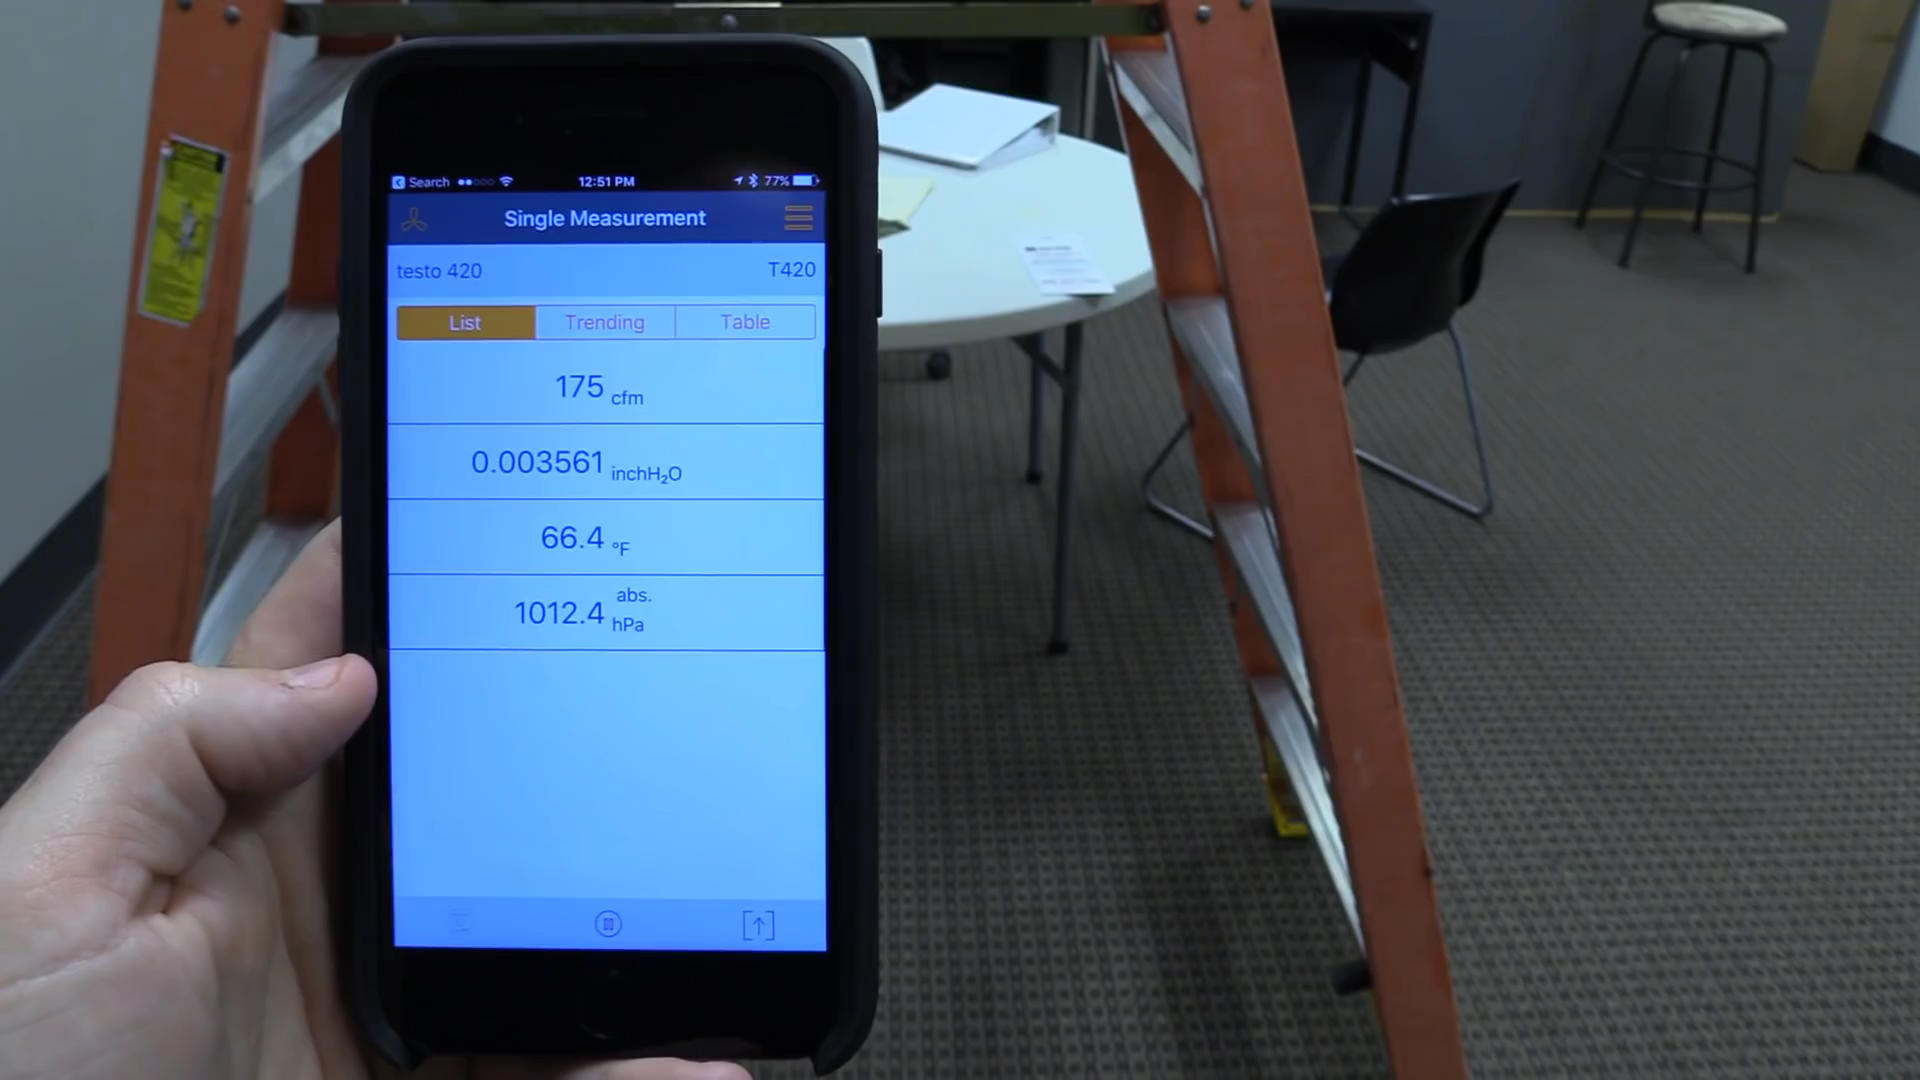 Search 12:51 PM 77%
Single Measurement
testo 420 T420
List Trending Table
175 cfm
0.003561 inchH₂O
66.4 °F
1012.4 abs. hPa